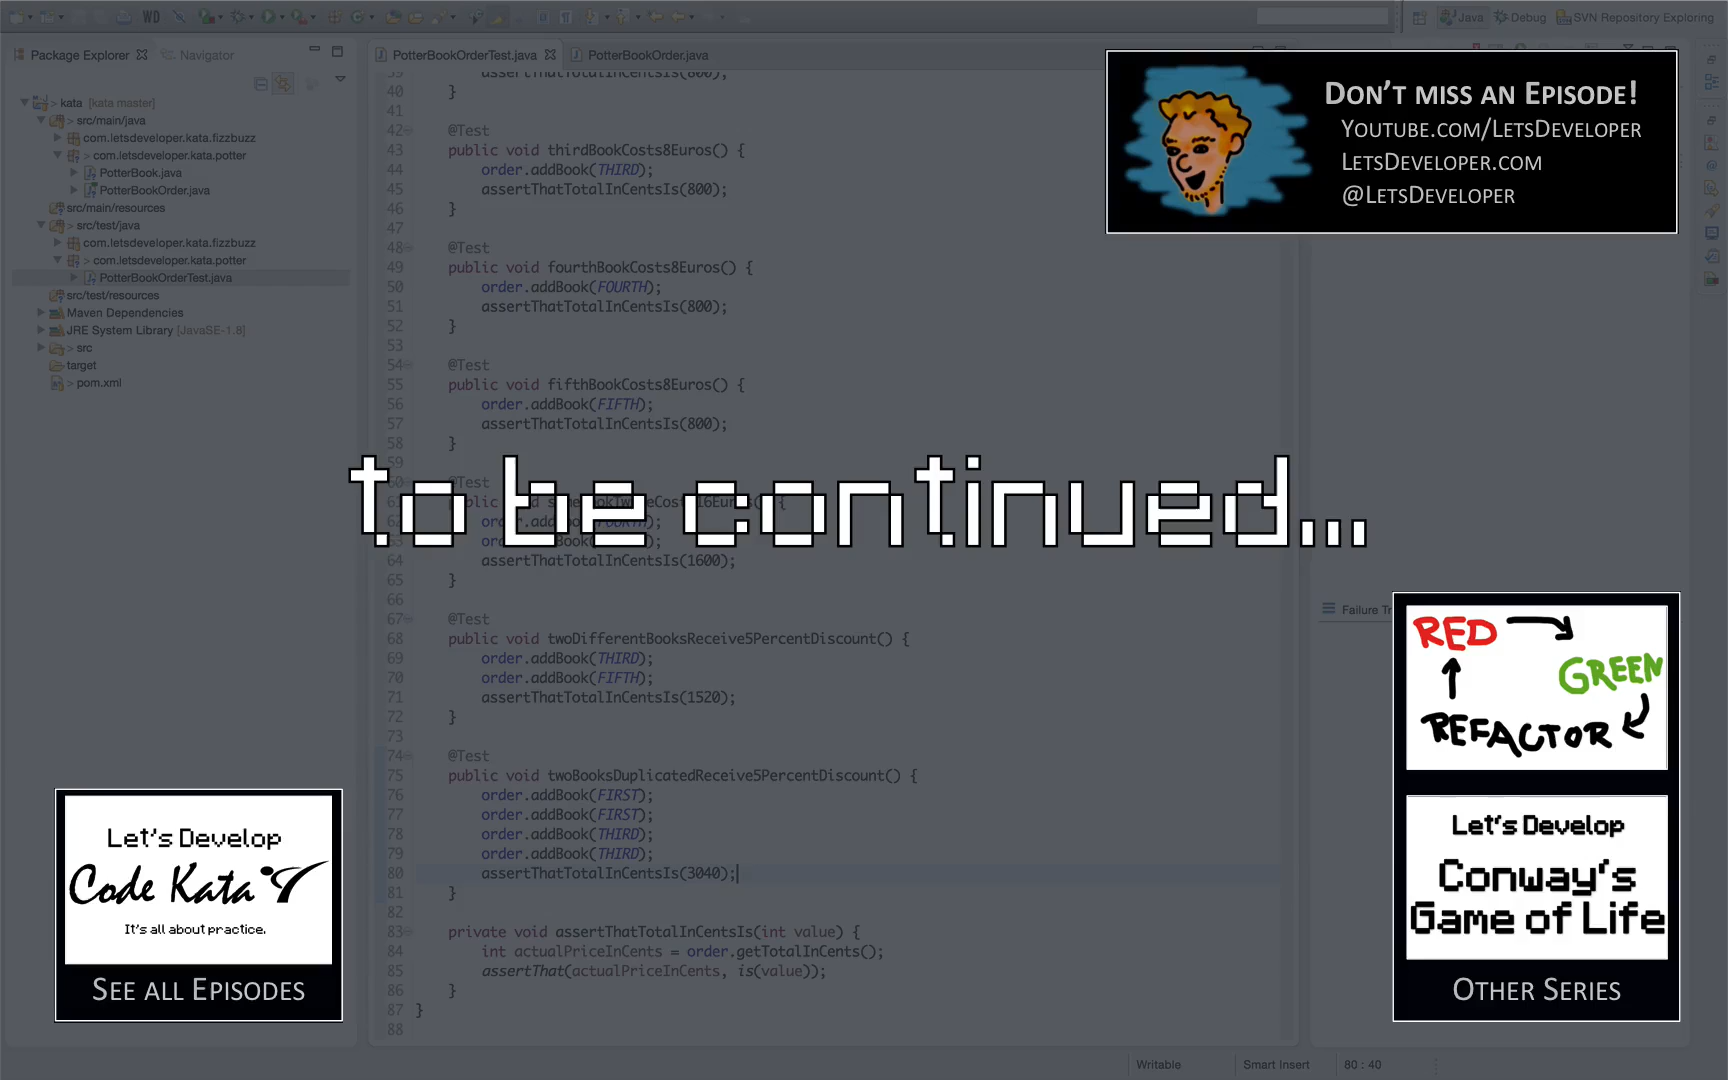 WD
Java
Debug
SVN Repository Exploring
Package Explorer
Navigator
PotterBookOrderTest.java
PotterBookOrder.java
> kata [kata master]
> src/main/java
com.letsdeveloper.kata.fizzbuzz
> com.letsdeveloper.kata.potter
PotterBook.java
PotterBookOrder.java
src/main/resources
> src/test/java
com.letsdeveloper.kata.fizzbuzz
> com.letsdeveloper.kata.potter
PotterBookOrderTest.java
src/test/resources
Maven Dependencies
JRE System Library [JavaSE-1.8]
> src
target
> pom.xml
39 assertThatTotalInCentsIs(800);
40 }
41
42 @Test
43 public void thirdBookCosts8Euros() {
44 order.addBook(THIRD);
45 assertThatTotalInCentsIs(800);
46 }
47
48 @Test
49 public void fourthBookCosts8Euros() {
50 order.addBook(FOURTH);
51 assertThatTotalInCentsIs(800);
52 }
53
54 @Test
55 public void fifthBookCosts8Euros() {
56 order.addBook(FIFTH);
57 assertThatTotalInCentsIs(800);
58 }
59
@Test
64 assertThatTotalInCentsIs(1600);
65 }
66
67 @Test
68 public void twoDifferentBooksReceive5PercentDiscount() {
69 order.addBook(THIRD);
70 order.addBook(FIFTH);
71 assertThatTotalInCentsIs(1520);
72 }
73
74 @Test
75 public void twoBooksDuplicatedReceive5PercentDiscount() {
76 order.addBook(FIRST);
77 order.addBook(FIRST);
78 order.addBook(THIRD);
79 order.addBook(THIRD);
80 assertThatTotalInCentsIs(3040);
81 }
82
83 private void assertThatTotalInCentsIs(int value) {
84 int actualPriceInCents = order.getTotalInCents();
85 assertThat(actualPriceInCents, is(value));
86 }
87 }
88
to be continued...
Don't miss an Episode!
Youtube.com/LetsDeveloper
LetsDeveloper.com
@LetsDeveloper
Failure
RED
GREEN
REFACTOR
Let's Develop
Conway's
Game of Life
Other Series
Let's Develop
Code Kata
It's all about practice.
See all Episodes
Writable
Smart Insert
80 : 40